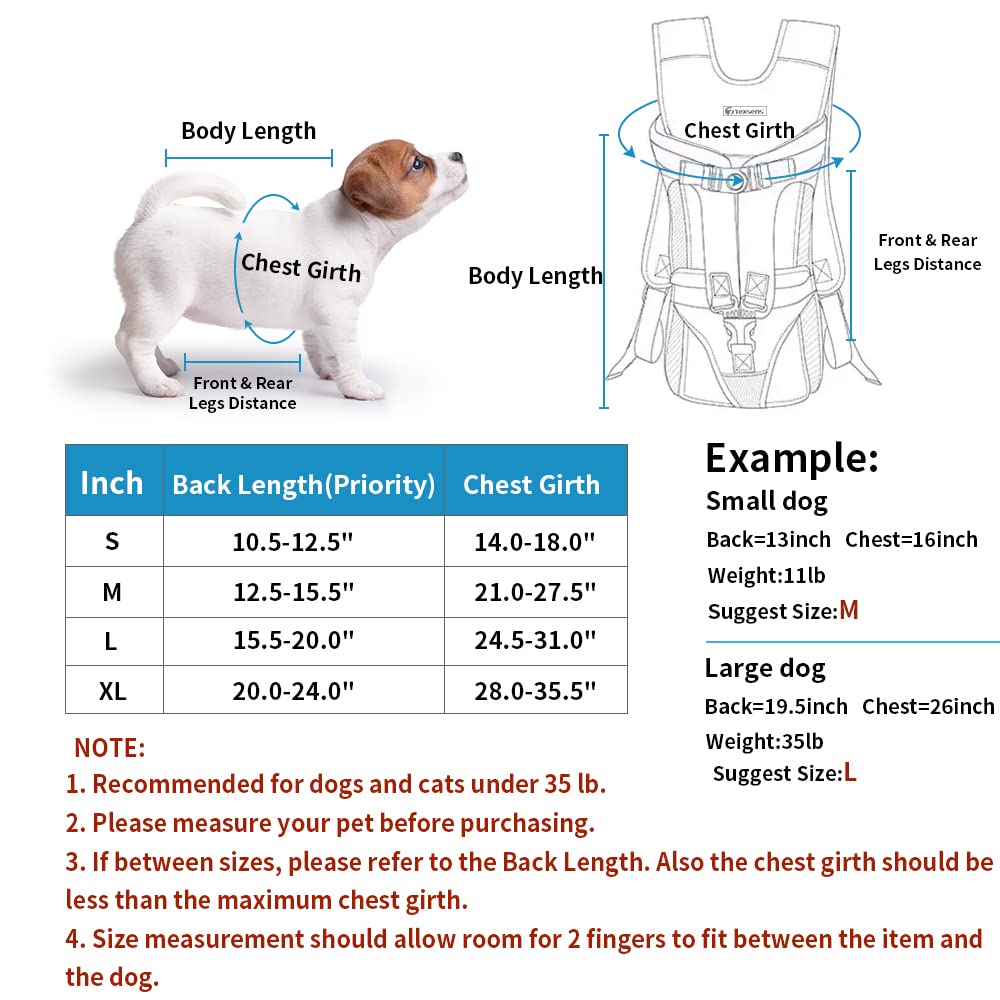 Body Length
Chest Girth
Front & Rear
Legs Distance
Texsens
Chest Girth
Body Length
Front & Rear
Legs Distance
Inch Back Length(Priority) Chest Girth
S 10.5-12.5" 14.0-18.0"
M 12.5-15.5" 21.0-27.5"
L 15.5-20.0" 24.5-31.0"
XL 20.0-24.0" 28.0-35.5"
Example:
Small dog
Back=13inch Chest=16inch
Weight:11lb
Suggest Size:M
Large dog
Back=19.5inch Chest=26inch
Weight:35lb
Suggest Size:L
NOTE:
1. Recommended for dogs and cats under 35 lb.
2. Please measure your pet before purchasing.
3. If between sizes, please refer to the Back Length. Also the chest girth should be
less than the maximum chest girth.
4. Size measurement should allow room for 2 fingers to fit between the item and
the dog.